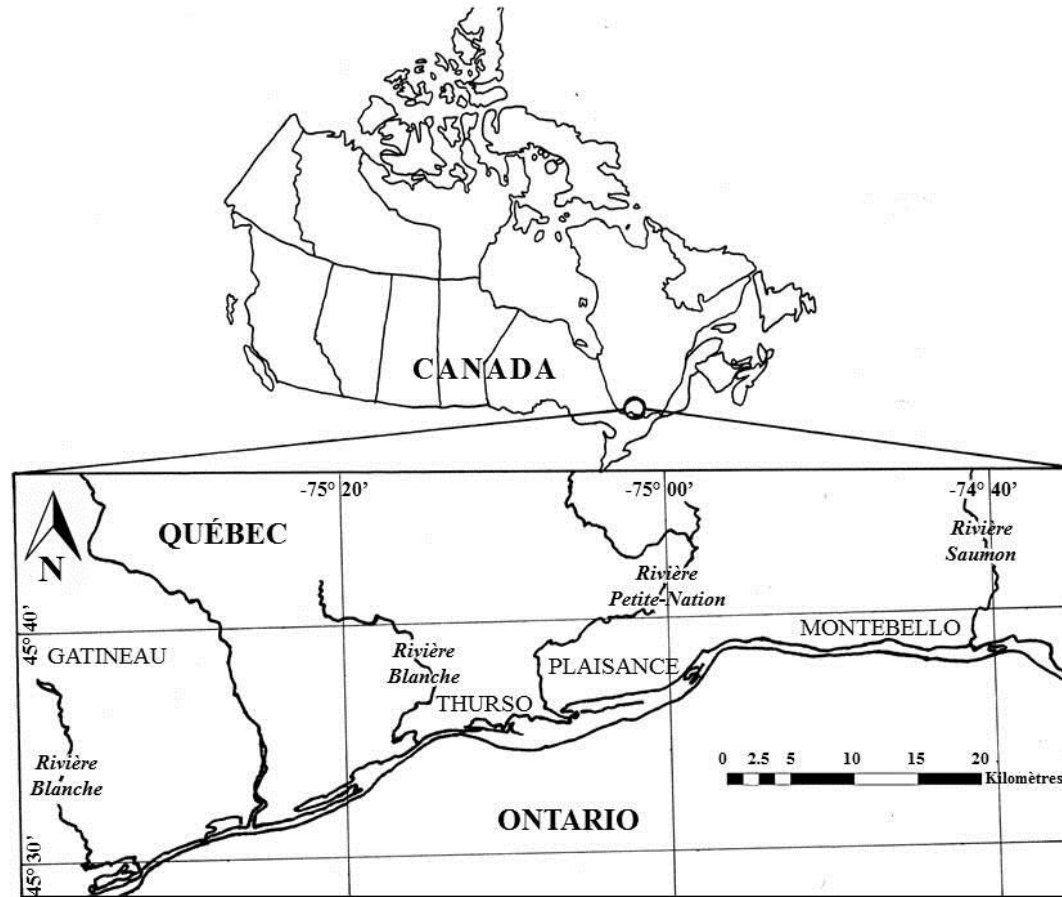 CANADA
-75° 20'
-75° 00'
-74° 40'
QUÉBEC
N
Rivière
Saumon
Rivière
Petite-Nation
45° 40'
GATINEAU
MONTEBELLO
Rivière
Blanche
PLAISANCE
THURSO
Rivière
Blanche
0 2.5 5 10 15 20
Kilomètres
ONTARIO
45° 30'